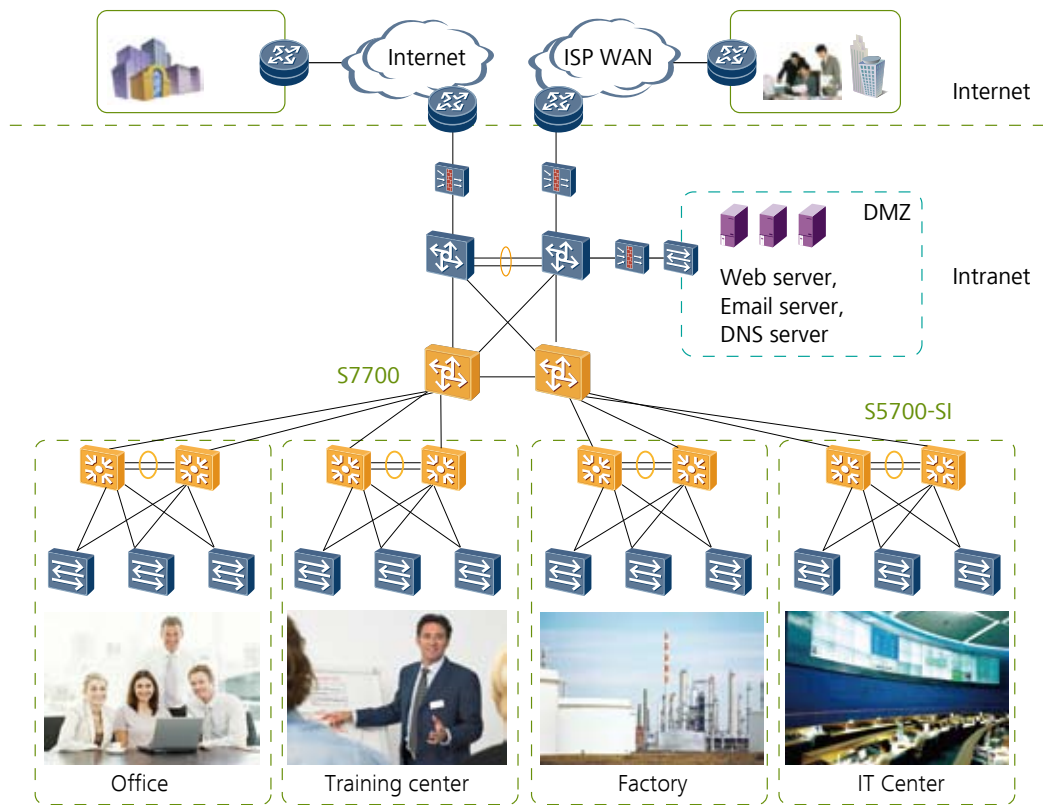 Internet
ISP WAN
Internet
DMZ
Web server,
Email server,
DNS server
Intranet
S7700
S5700-SI
Office
Training center
Factory
IT Center